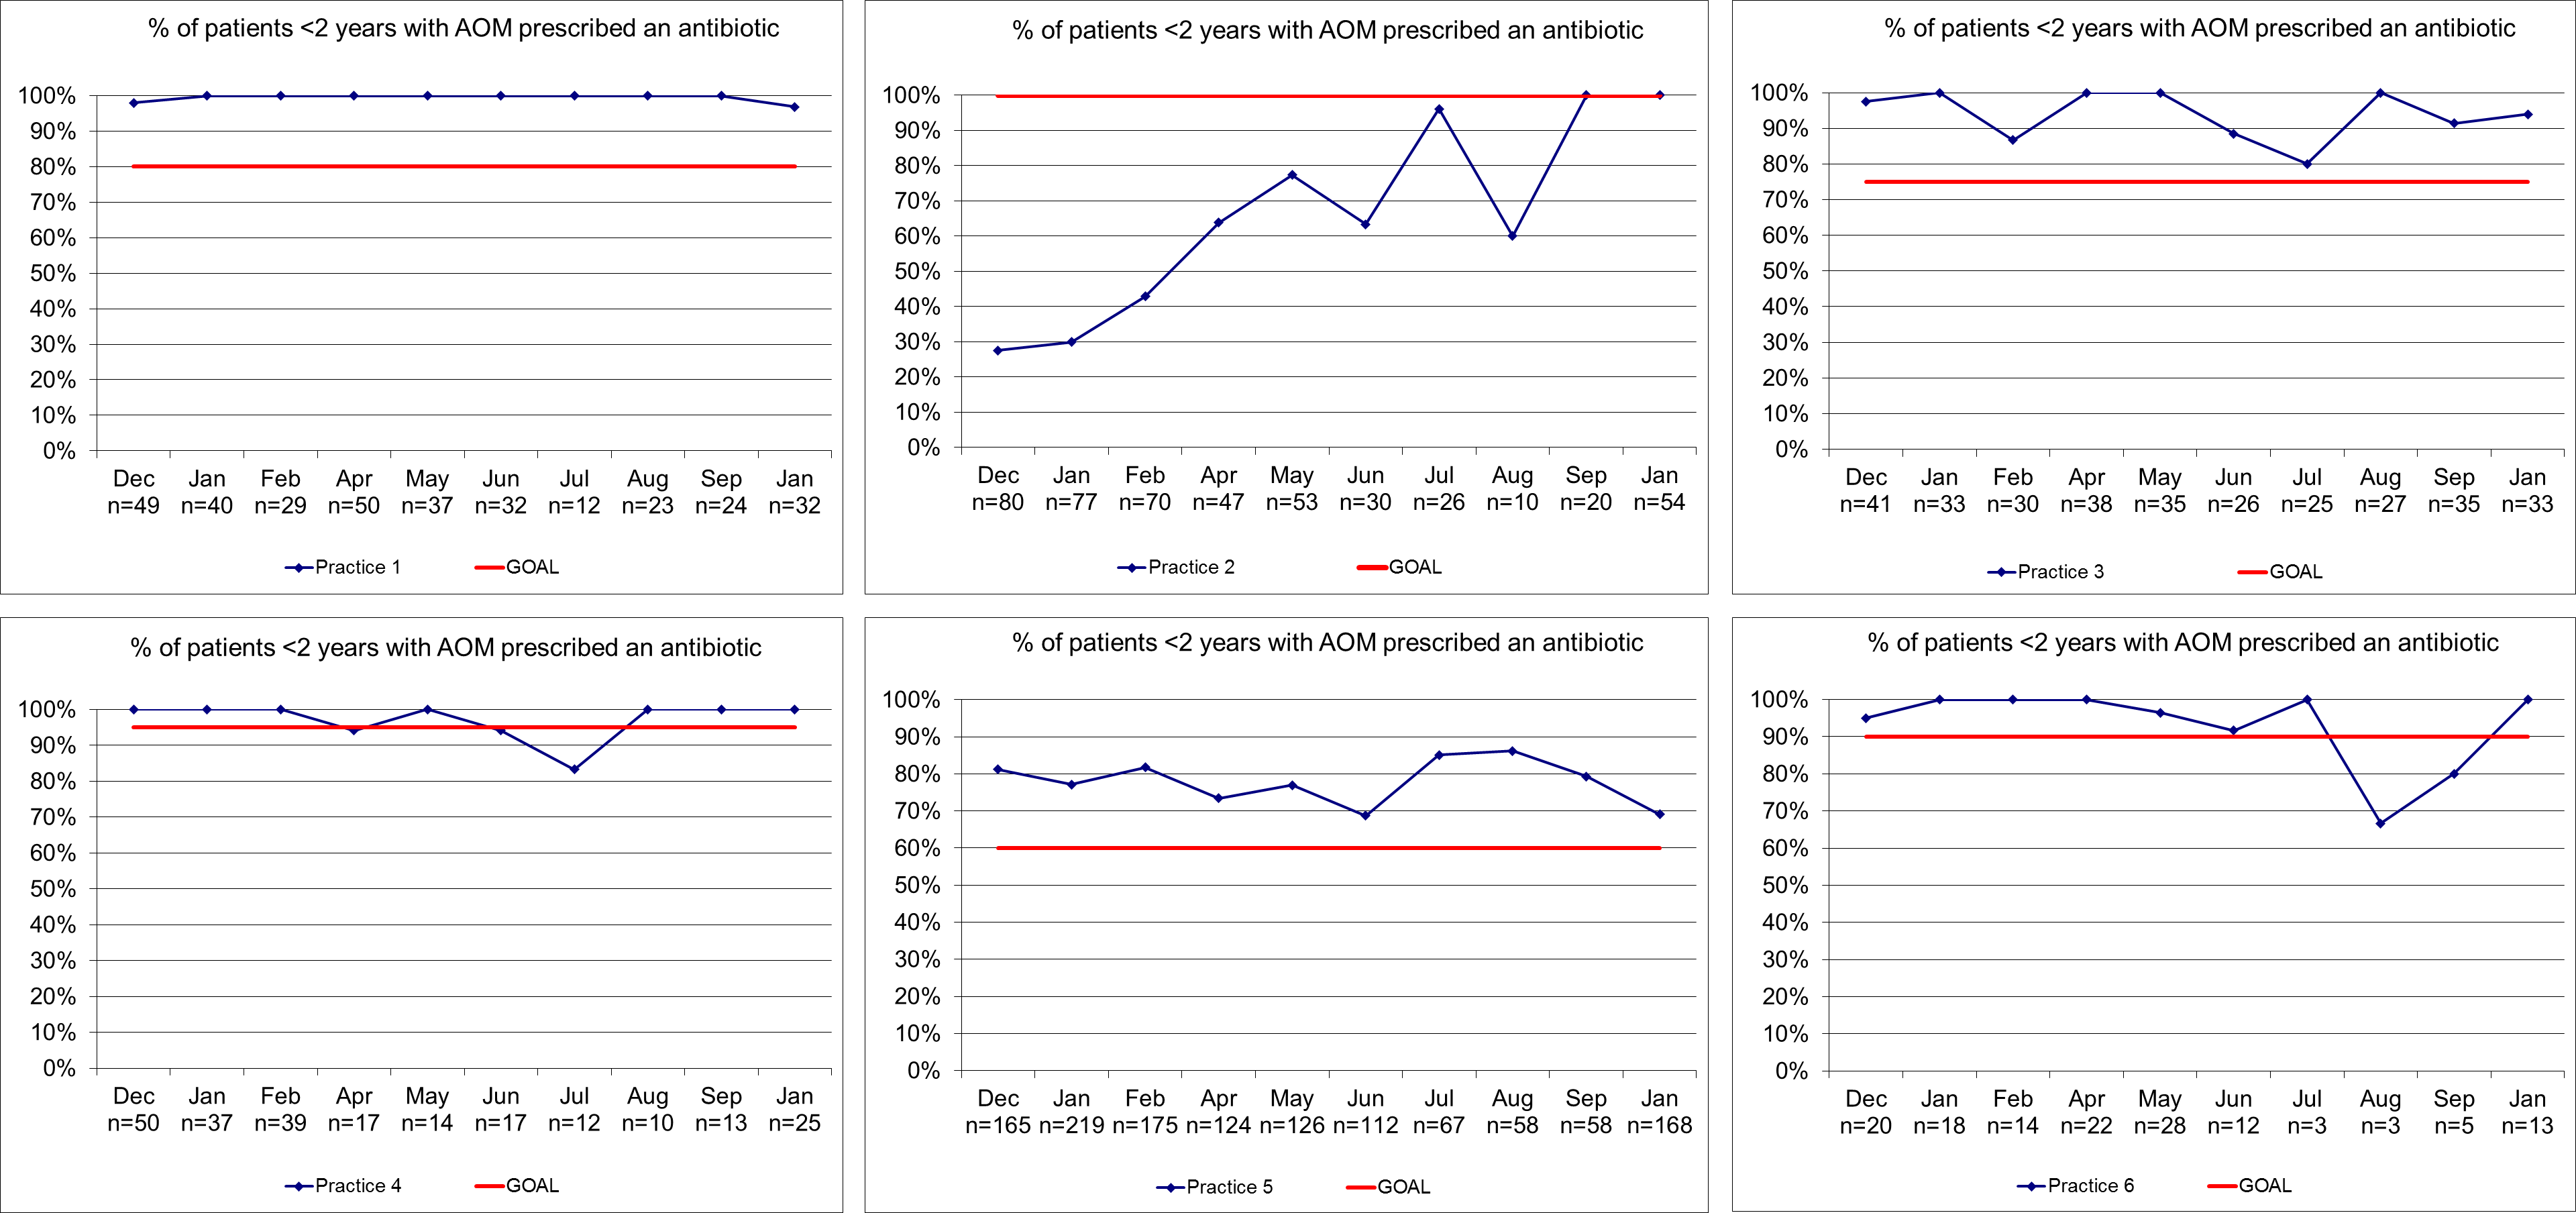 % of patients <2 years with AOM prescribed an antibiotic
100%
90%
80%
70%
60%
50%
40%
30%
20%
10%
0%
Dec Jan Feb Apr May Jun Jul Aug Sep Jan
n=49 n=40 n=29 n=50 n=37 n=32 n=12 n=23 n=24 n=32
Practice 1 GOAL
% of patients <2 years with AOM prescribed an antibiotic
100%
90%
80%
70%
60%
50%
40%
30%
20%
10%
0%
Dec Jan Feb Apr May Jun Jul Aug Sep Jan
n=80 n=77 n=70 n=47 n=53 n=30 n=26 n=10 n=20 n=54
Practice 2 GOAL
% of patients <2 years with AOM prescribed an antibiotic
100%
90%
80%
70%
60%
50%
40%
30%
20%
10%
0%
Dec Jan Feb Apr May Jun Jul Aug Sep Jan
n=41 n=33 n=30 n=38 n=35 n=26 n=25 n=27 n=35 n=33
Practice 3 GOAL
% of patients <2 years with AOM prescribed an antibiotic
100%
90%
80%
70%
60%
50%
40%
30%
20%
10%
0%
Dec Jan Feb Apr May Jun Jul Aug Sep Jan
n=50 n=37 n=39 n=17 n=14 n=17 n=12 n=10 n=13 n=25
Practice 4 GOAL
% of patients <2 years with AOM prescribed an antibiotic
100%
90%
80%
70%
60%
50%
40%
30%
20%
10%
0%
Dec Jan Feb Apr May Jun Jul Aug Sep Jan
n=165 n=219 n=175 n=124 n=126 n=112 n=67 n=58 n=58 n=168
Practice 5 GOAL
% of patients <2 years with AOM prescribed an antibiotic
100%
90%
80%
70%
60%
50%
40%
30%
20%
10%
0%
Dec Jan Feb Apr May Jun Jul Aug Sep Jan
n=20 n=18 n=14 n=22 n=28 n=12 n=3 n=3 n=5 n=13
Practice 6 GOAL